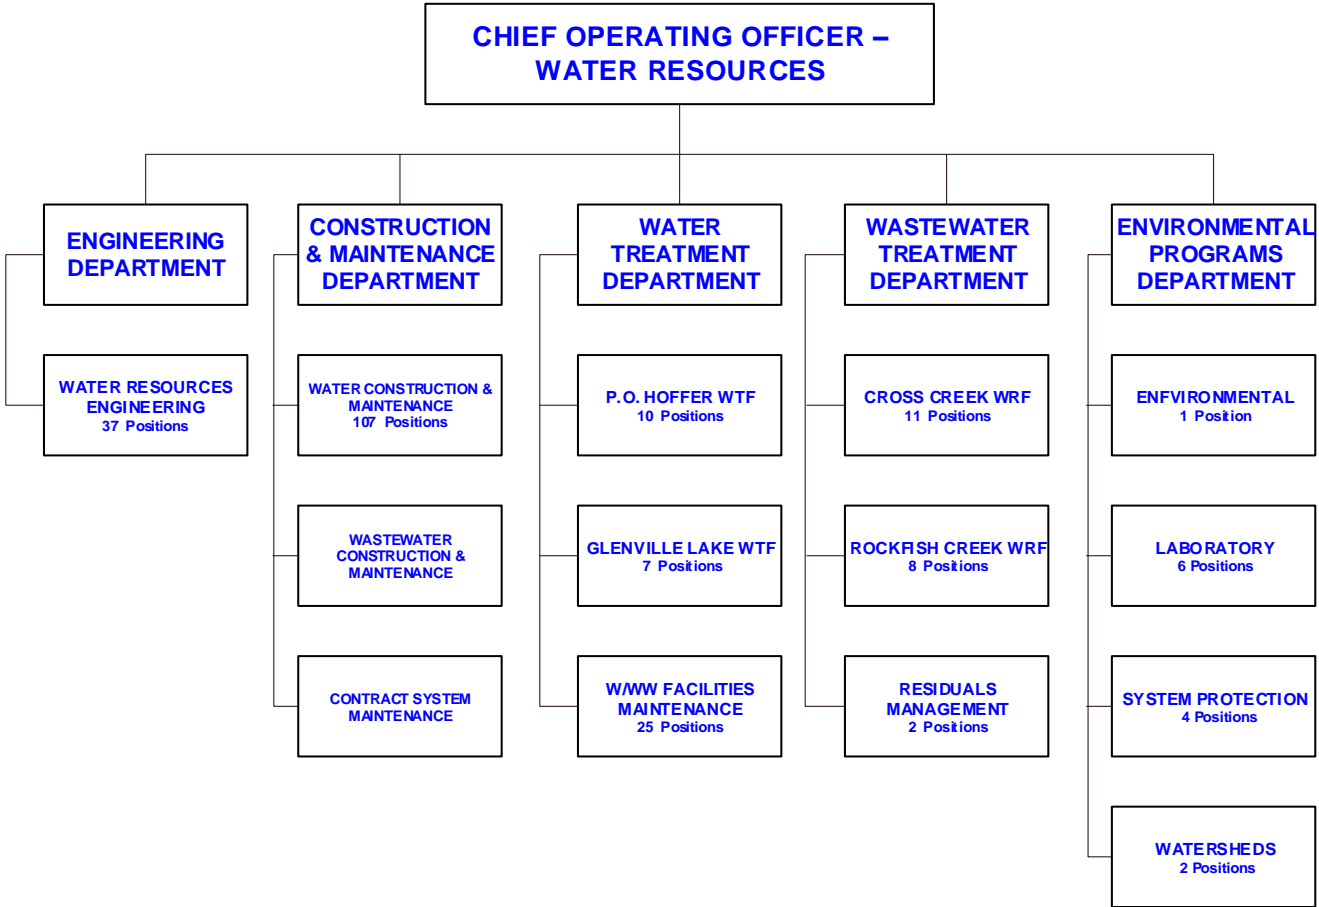 CHIEF OPERATING OFFICER –
WATER RESOURCES
ENGINEERING
DEPARTMENT
CONSTRUCTION
& MAINTENANCE
DEPARTMENT
WATER
TREATMENT
DEPARTMENT
WASTEWATER
TREATMENT
DEPARTMENT
ENVIRONMENTAL
PROGRAMS
DEPARTMENT
WATER RESOURCES
ENGINEERING
37 Positions
WATER CONSTRUCTION &
MAINTENANCE
107 Positions
P.O. HOFFER WTF
10 Positions
CROSS CREEK WRF
11 Positions
ENFVIRONMENTAL
1 Position
WASTEWATER
CONSTRUCTION &
MAINTENANCE
GLENVILLE LAKE WTF
7 Positions
ROCKFISH CREEK WRF
8 Positions
LABORATORY
6 Positions
CONTRACT SYSTEM
MAINTENANCE
W/WW FACILITIES
MAINTENANCE
25 Positions
RESIDUALS
MANAGEMENT
2 Positions
SYSTEM PROTECTION
4 Positions
WATERSHEDS
2 Positions